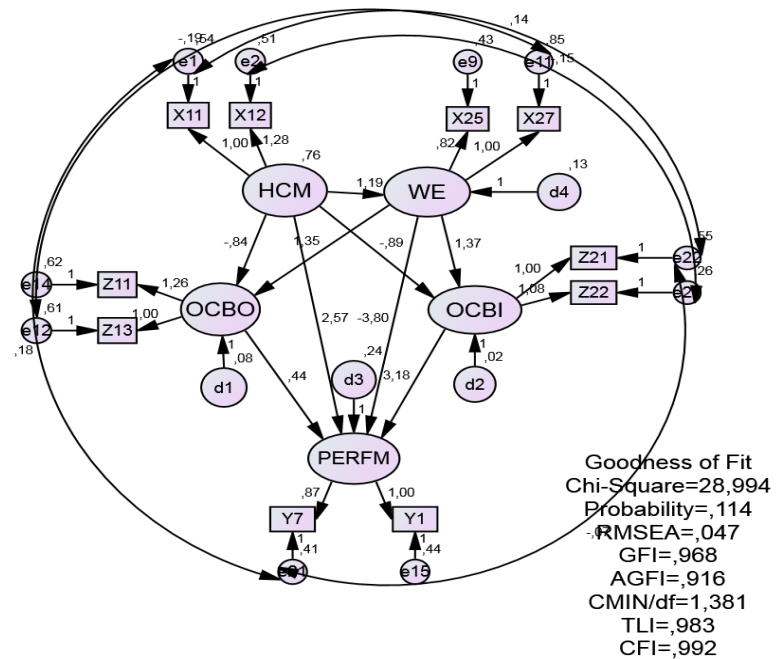 ,14
-,19
,54
,51
,43
,85
,15
e1
e2
e9
e11
1
1
1
1
X11
X12
X25
X27
1,00
1,28
,82
1,00
,76
,13
HCM
1,19
WE
1
d4
-,84
1,35
-,89
1,37
,55
,62
Z21
1
e22
1,00
,26
e14
1
Z11
1,26
1,08
Z22
1
,61
OCBO
OCBI
e12
1
Z13
1,00
,18
2,57
-3,80
1
,08
,24
1
,02
d1
d3
3,18
d2
,44
1
PERFM
Goodness of Fit
Chi-Square=28,994
,87
1,00
Probability=,114
Y7
Y1
RMSEA=,047
1
,41
1
,44
GFI=,968
e15
AGFI=,916
CMIN/df=1,381
TLI=,983
CFI=,992